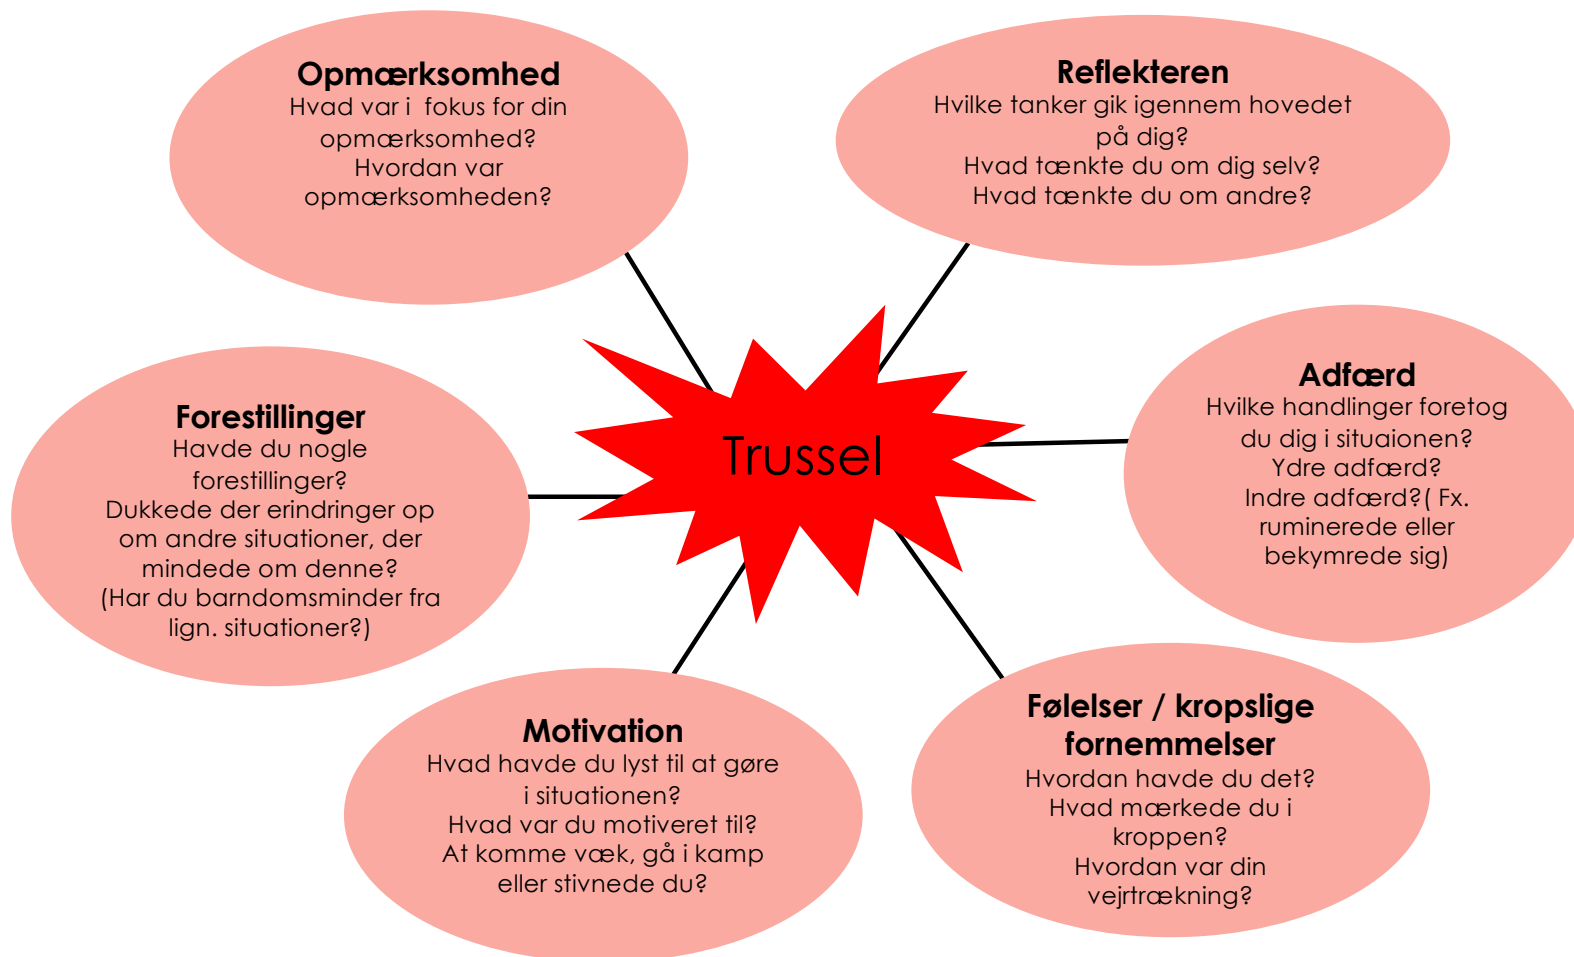 Opmærksomhed
Hvad var i  fokus for din
opmærksomhed?
Hvordan var
opmærksomheden?
Reflekteren
Hvilke tanker gik igennem hovedet
på dig?
Hvad tænkte du om dig selv?
Hvad tænkte du om andre?
Forestillinger
Havde du nogle
forestillinger?
Dukkede der erindringer op
om andre situationer, der
mindede om denne?
(Har du barndomsminder fra
lign. situationer?)
Trussel
Adfærd
Hvilke handlinger foretog
du dig i situaionen?
Ydre adfærd?
Indre adfærd?( Fx.
ruminerede eller
bekymrede sig)
Motivation
Hvad havde du lyst til at gøre
i situationen?
Hvad var du motiveret til?
At komme væk, gå i kamp
eller stivnede du?
Følelser / kropslige
fornemmelser
Hvordan havde du det?
Hvad mærkede du i
kroppen?
Hvordan var din
vejrtrækning?